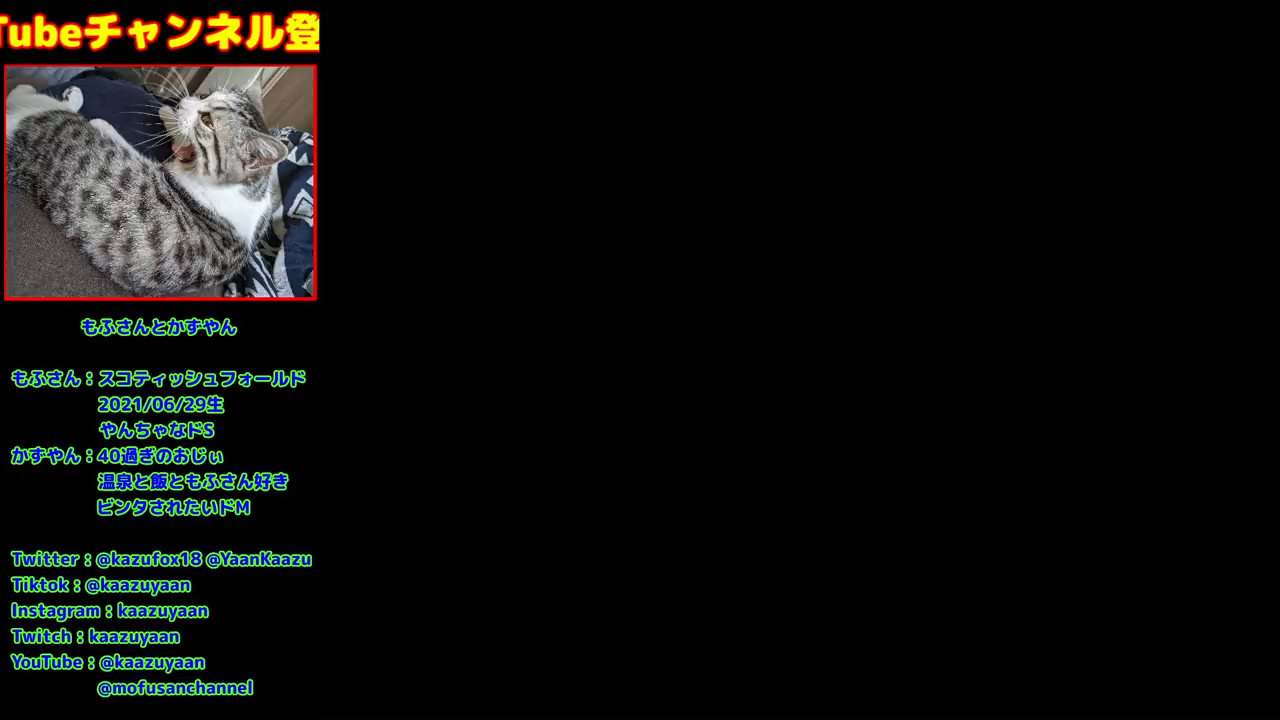 Tubeチャンネル登
もふさんとかずやん
もふさん：スコティッシュフォールド
2021/06/29生
やんちゃなドS
かずやん：40過ぎのおじぃ
温泉と飯ともふさん好き
ビンタされたいドM
Twitter：@kazufox18 @YaanKaazu
Tiktok：@kaazuyaan
Instagram：kaazuyaan
Twitch：kaazuyaan
YouTube：@kaazuyaan
@mofusanchannel